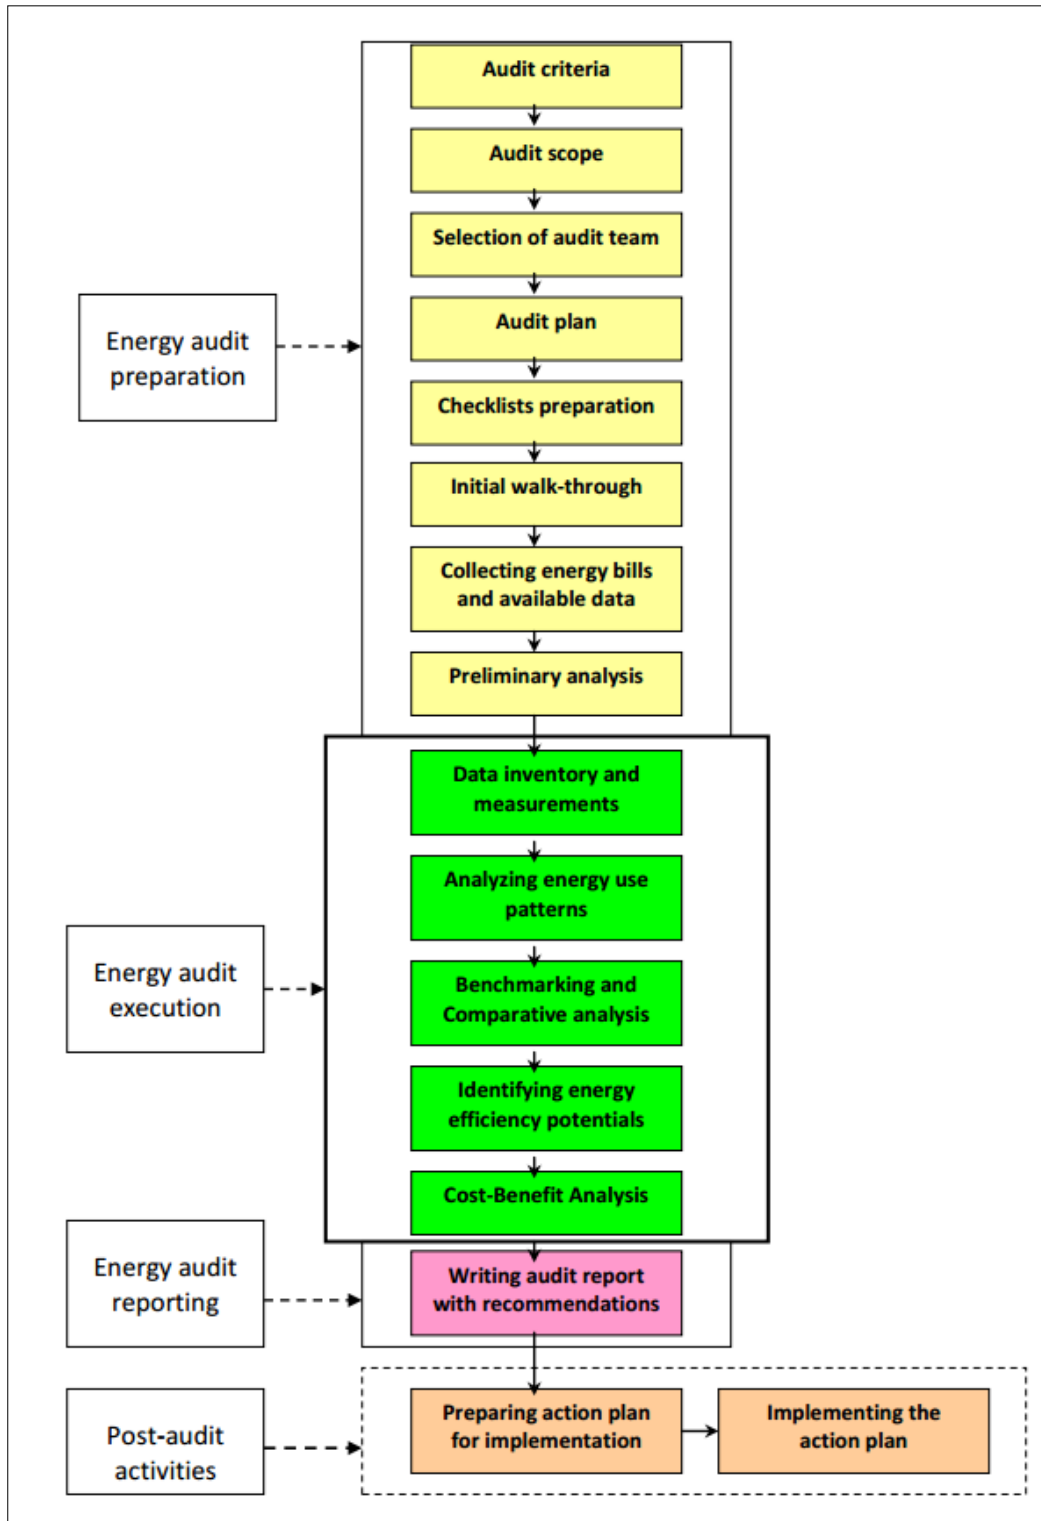 Audit criteria
Audit scope
Selection of audit team
Audit plan
Energy audit
preparation
Checklists preparation
Initial walk-through
Collecting energy bills
and available data
Preliminary analysis
Data inventory and
measurements
Analyzing energy use
patterns
Energy audit
execution
Benchmarking and
Comparative analysis
Identifying energy
efficiency potentials
Cost-Benefit Analysis
Energy audit
reporting
Writing audit report
with recommendations
Post-audit
activities
Preparing action plan
for implementation
Implementing the
action plan